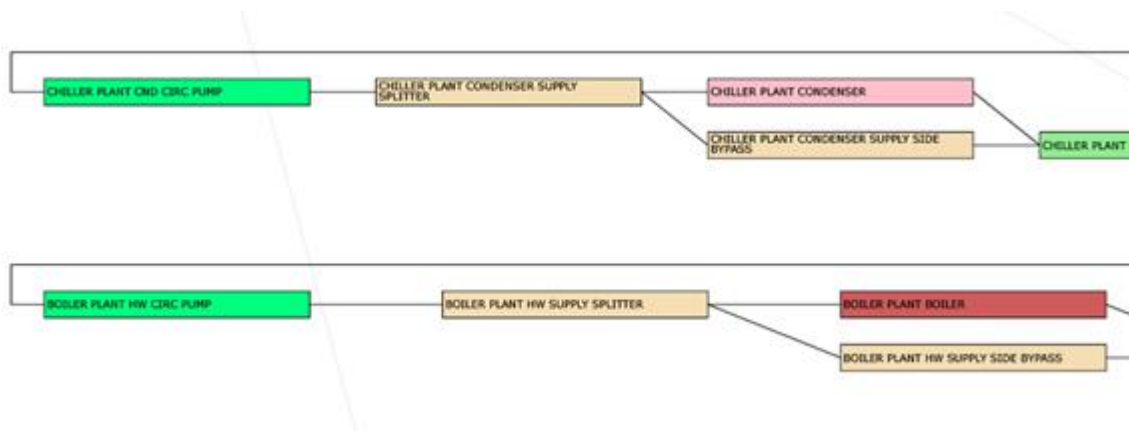 CHILLER PLANT CND CIRC PUMP
CHILLER PLANT CONDENSER SUPPLY
SPLITTER
CHILLER PLANT CONDENSER
CHILLER PLANT CONDENSER SUPPLY SIDE
BYPASS
CHILLER PLANT
BOILER PLANT HW CIRC PUMP
BOILER PLANT HW SUPPLY SPLITTER
BOILER PLANT BOILER
BOILER PLANT HW SUPPLY SIDE BYPASS